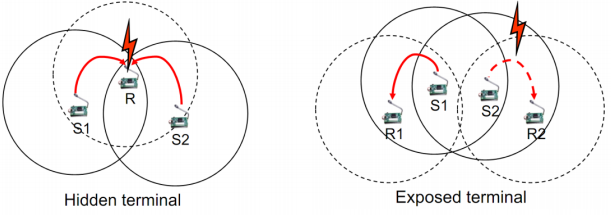 R
S1
S2
Hidden terminal
S1
S2
R1
R2
Exposed terminal